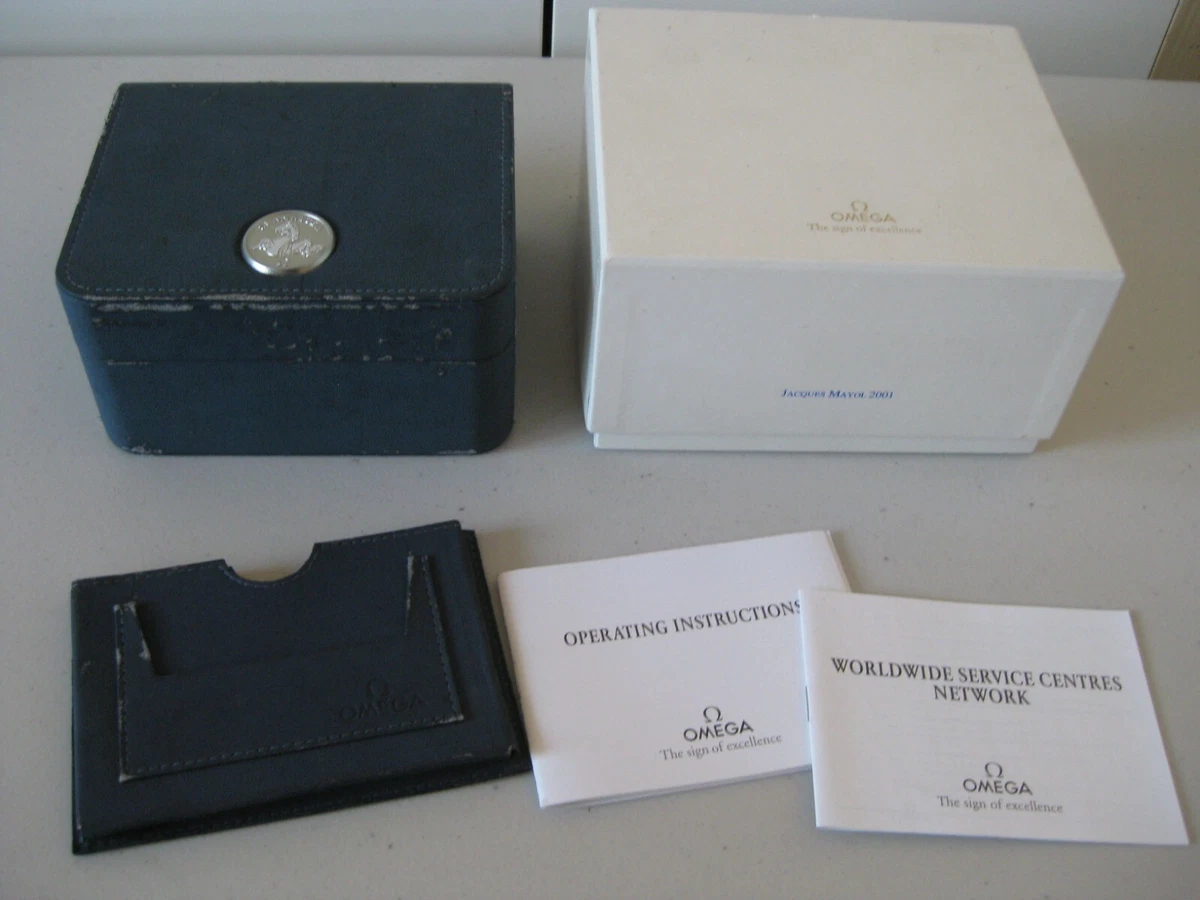 Ω
OMEGA
The sign of excellence
JACQUES MAYOL 2001
Ω
OMEGA
OPERATING INSTRUCTIONS
Ω
OMEGA
The sign of excellence
WORLDWIDE SERVICE CENTRES
NETWORK
Ω
OMEGA
The sign of excellence